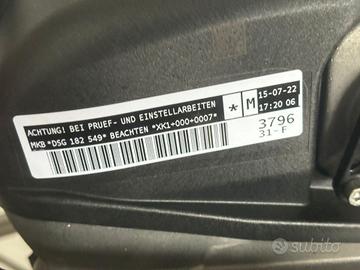 ACHTUNG! BEI PRUEF- UND EINSTELLARBEITEN
MKB *DSG 182 549* BEACHTEN *XK1+000+0007*
* M
15-07-22
17:20 06
3796
31-F
subito